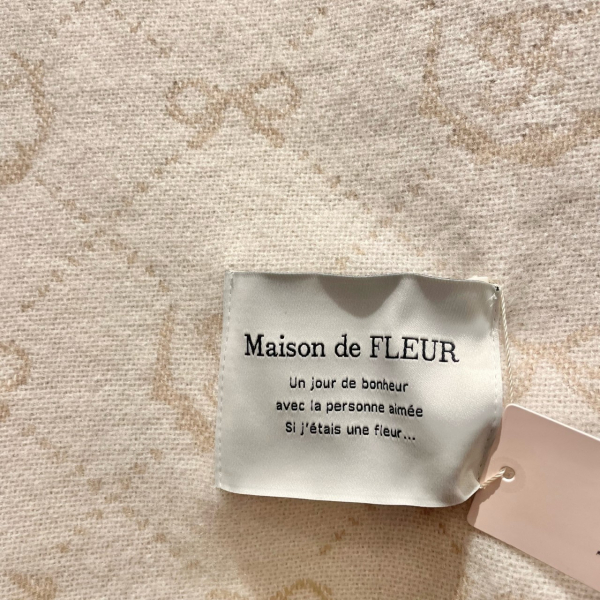 Maison de FLEUR
Un jour de bonheur
avec la personne aimée
Si j'étais une fleur...